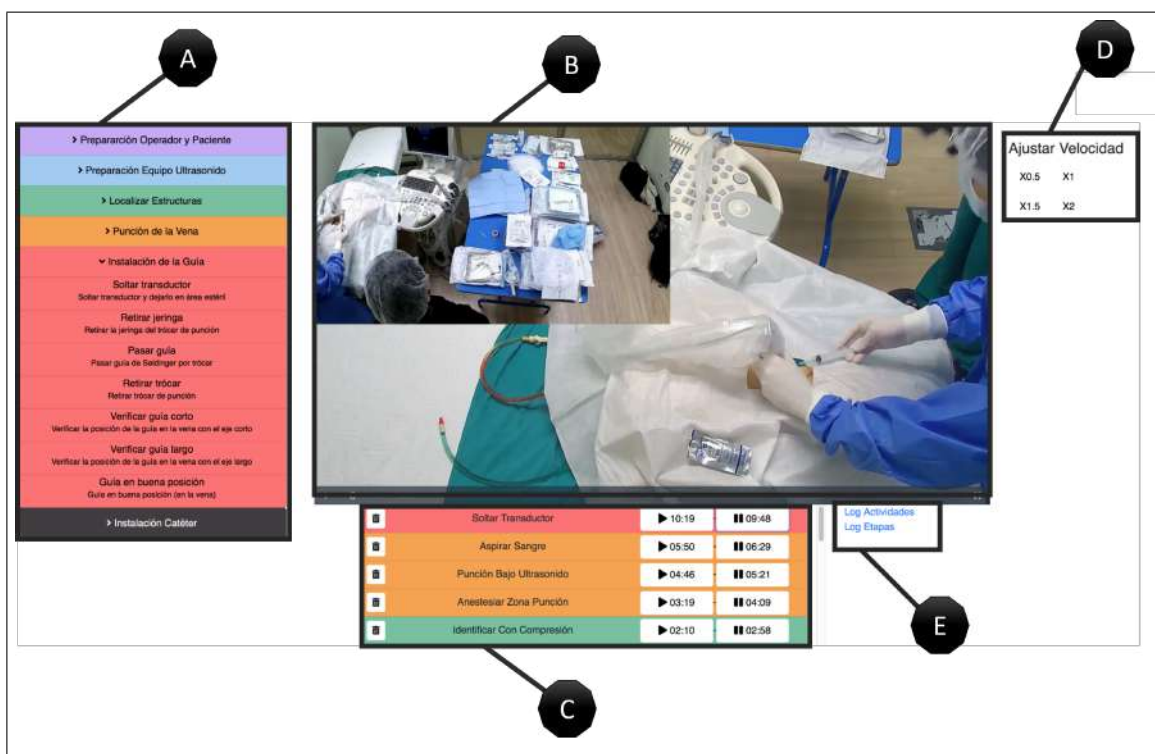 A
B
D
> Prepararción Operador y Paciente
> Preparación Equipo Ultrasonido
> Localizar Estructuras
> Punción de la Vena
Instalación de la Guía
Soltar transductor
Soltar transductor y dejarlo en área estéril
Retirar jeringa
Retirar la jeringa del trócar de punción
Pasar guía
Pasar guía de Seldinger por trócar
Retirar trócar
Retirar trócar de punción
Verificar guía corto
Verificar la posición de la guía en la vena con el eje corto
Verificar guía largo
Verificar la posición de la guía en la vena con el eje largo
Guía en buena posición
Guía en buena posición (en la vena)
> Instalación Catéter
Ajustar Velocidad
X0.5 X1
X1.5 X2
Soltar Transductor 10:19 - 09:48
Aspirar Sangre 05:50 - 06:29
Punción Bajo Ultrasonido 04:46 - 05:21
Anestesiar Zona Punción 03:19 - 04:09
Identificar Con Compresión 02:10 - 02:58
Log Actividades
Log Etapas
E
C